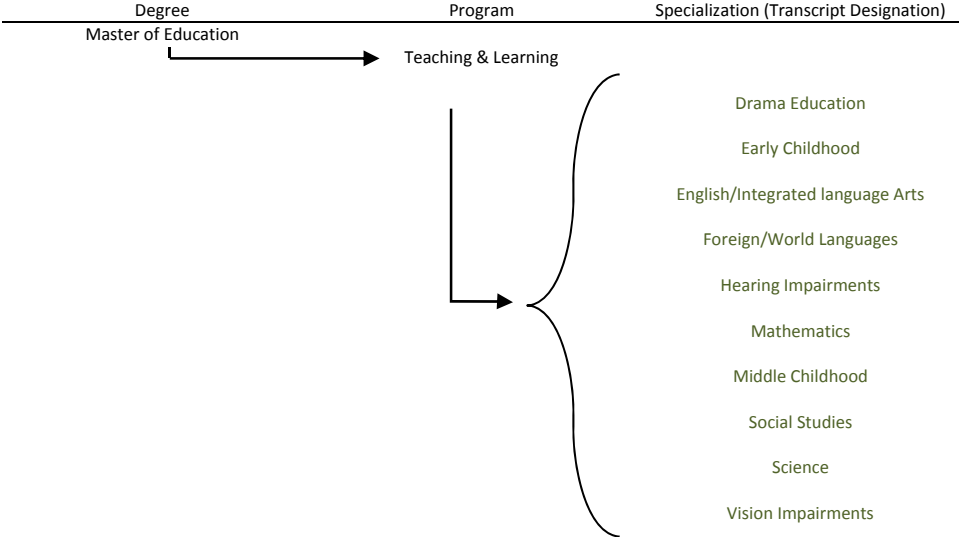 Degree Program Specialization (Transcript Designation)
Master of Education
Teaching & Learning
Drama Education
Early Childhood
English/Integrated language Arts
Foreign/World Languages
Hearing Impairments
Mathematics
Middle Childhood
Social Studies
Science
Vision Impairments